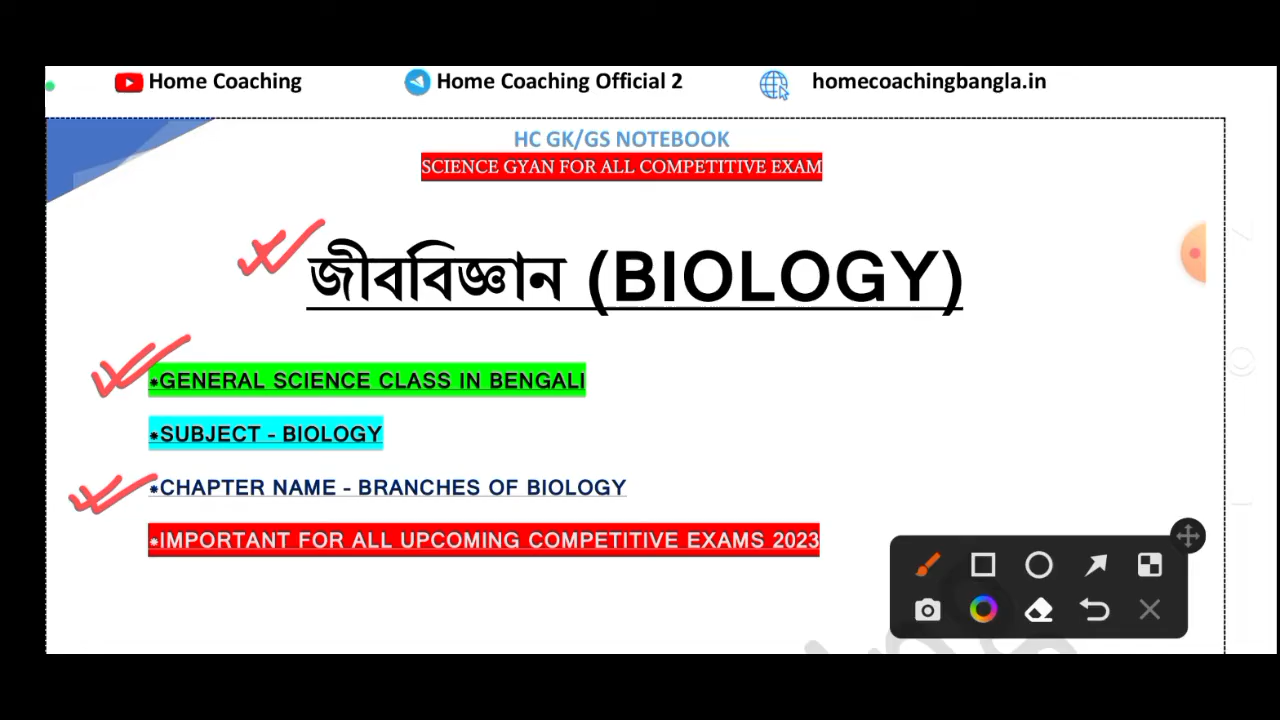 Home Coaching Home Coaching Official 2 homecoachingbangla.in
HC GK/GS NOTEBOOK
SCIENCE GYAN FOR ALL COMPETITIVE EXAM
জীববিজ্ঞান (BIOLOGY)
*GENERAL SCIENCE CLASS IN BENGALI
*SUBJECT - BIOLOGY
*CHAPTER NAME - BRANCHES OF BIOLOGY
*IMPORTANT FOR ALL UPCOMING COMPETITIVE EXAMS 2023